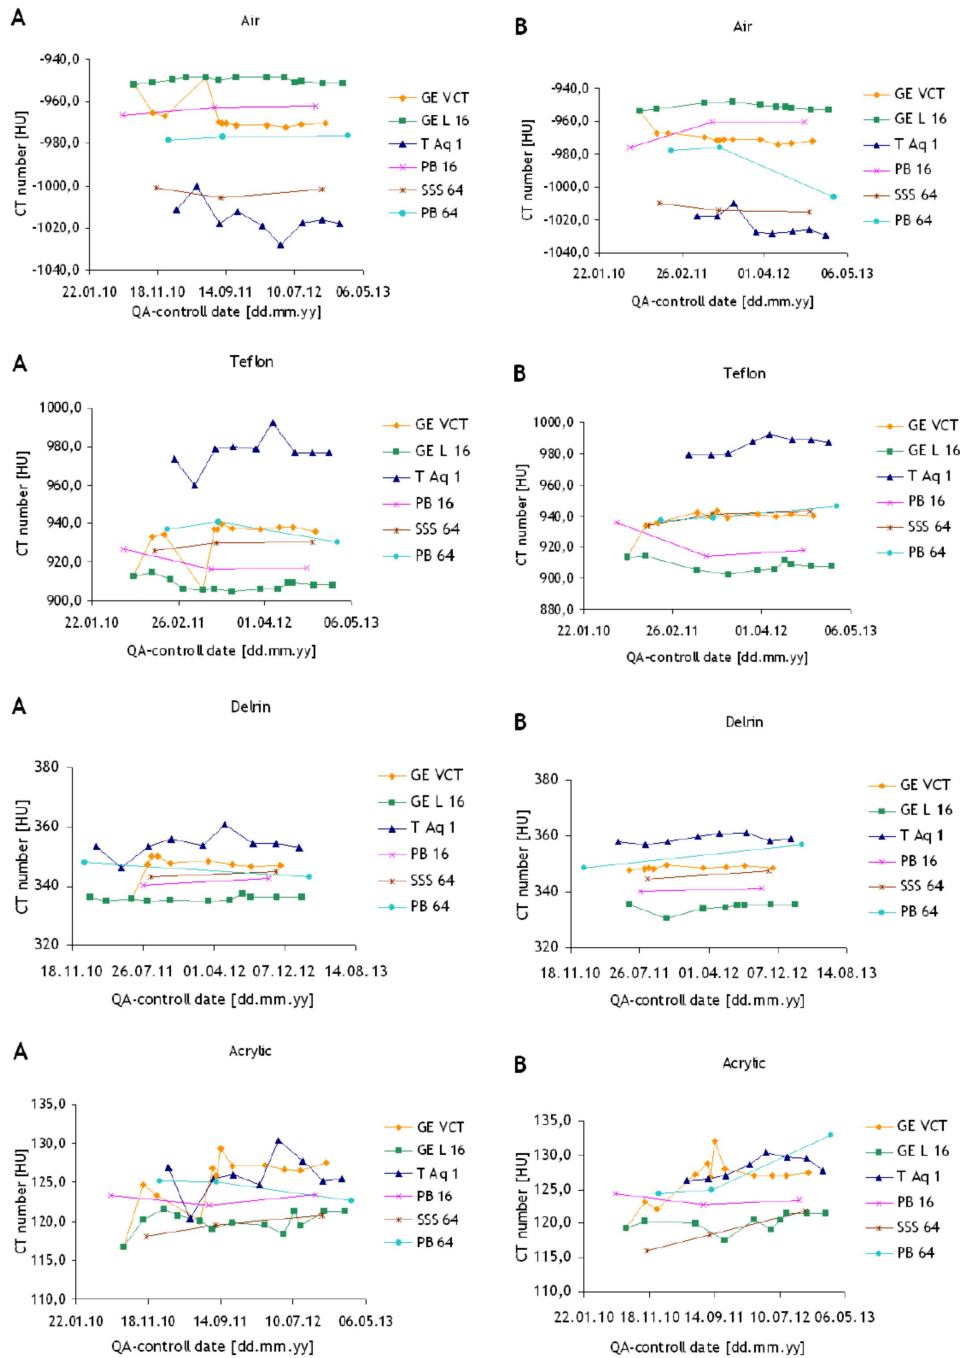 A
Air
-940,0
-960,0
-980,0
-1000,0
-1020,0
-1040,0
CT number [HU]
22.01.10 18.11.10 14.09.11 10.07.12 06.05.13
QA-controll date [dd.mm.yy]
GE VCT
GE L 16
T Aq 1
PB 16
SSS 64
PB 64
B
Air
-940,0
-960,0
-980,0
-1000,0
-1020,0
-1040,0
CT number [HU]
22.01.10 26.02.11 01.04.12 06.05.13
QA-controll date [dd.mm.yy]
GE VCT
GE L 16
T Aq 1
PB 16
SSS 64
PB 64
A
Teflon
1000,0
980,0
960,0
940,0
920,0
900,0
CT number [HU]
22.01.10 26.02.11 01.04.12 06.05.13
QA-controll date [dd.mm.yy]
GE VCT
GE L 16
T Aq 1
PB 16
SSS 64
PB 64
B
Teflon
1000,0
980,0
960,0
940,0
920,0
900,0
880,0
CT number [HU]
22.01.10 26.02.11 01.04.12 06.05.13
QA-controll date [dd.mm.yy]
GE VCT
GE L 16
T Aq 1
PB 16
SSS 64
PB 64
A
Delrin
380
360
340
320
CT number [HU]
18.11.10 26.07.11 01.04.12 07.12.12 14.08.13
QA-controll date [dd.mm.yy]
GE VCT
GE L 16
T Aq 1
PB 16
SSS 64
PB 64
B
Delrin
380
360
340
320
CT number [HU]
18.11.10 26.07.11 01.04.12 07.12.12 14.08.13
QA-controll date [dd.mm.yy]
GE VCT
GE L 16
T Aq 1
PB 16
SSS 64
PB 64
A
Acrylic
135,0
130,0
125,0
120,0
115,0
110,0
CT number [HU]
22.01.10 18.11.10 14.09.11 10.07.12 06.05.13
QA-controll date [dd.mm.yy]
GE VCT
GE L 16
T Aq 1
PB 16
SSS 64
PB 64
B
Acrylic
135,0
130,0
125,0
120,0
115,0
110,0
CT number [HU]
22.01.10 18.11.10 14.09.11 10.07.12 06.05.13
QA-controll date [dd.mm.yy]
GE VCT
GE L 16
T Aq 1
PB 16
SSS 64
PB 64